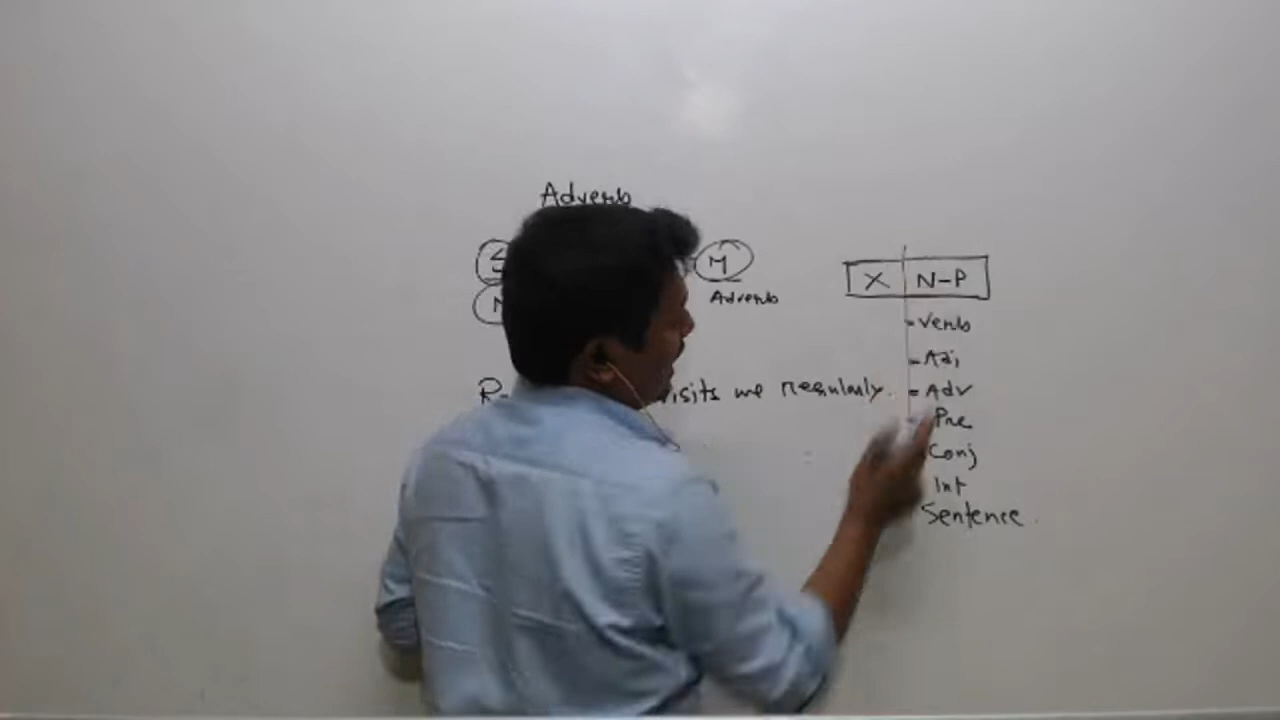 Adverb
S M
Adverb
X N-P
Verb
Adj,
visits me regularly.
Adv
Pre
Conj
Int
Sentence.